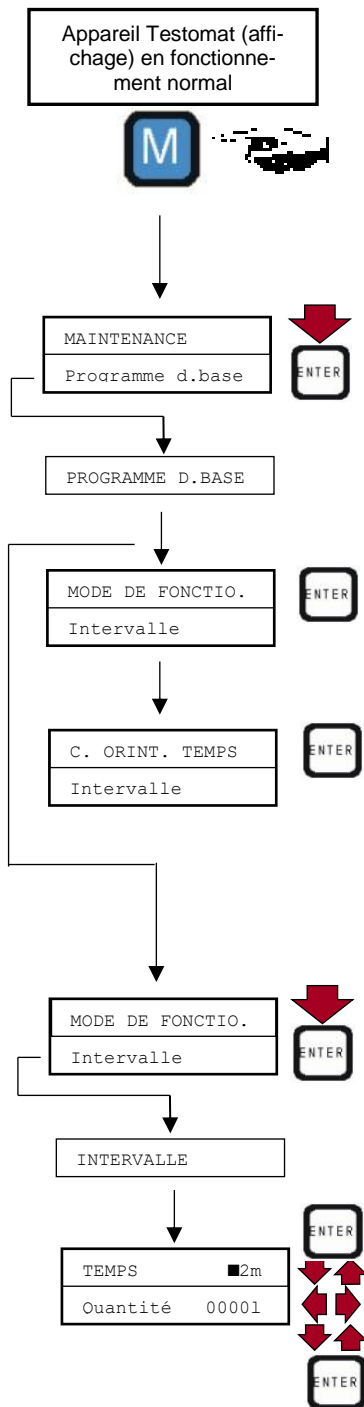 Appareil Testomat (affi-
chage) en fonctionne-
ment normal
M
MAINTENANCE
Programme d.base
ENTER
PROGRAMME D.BASE
MODE DE FONCTIO.
Intervalle
ENTER
C. ORINT. TEMPS
Intervalle
ENTER
MODE DE FONCTIO.
Intervalle
ENTER
INTERVALLE
ENTER
TEMPS ■2m
Quantité 00001
ENTER